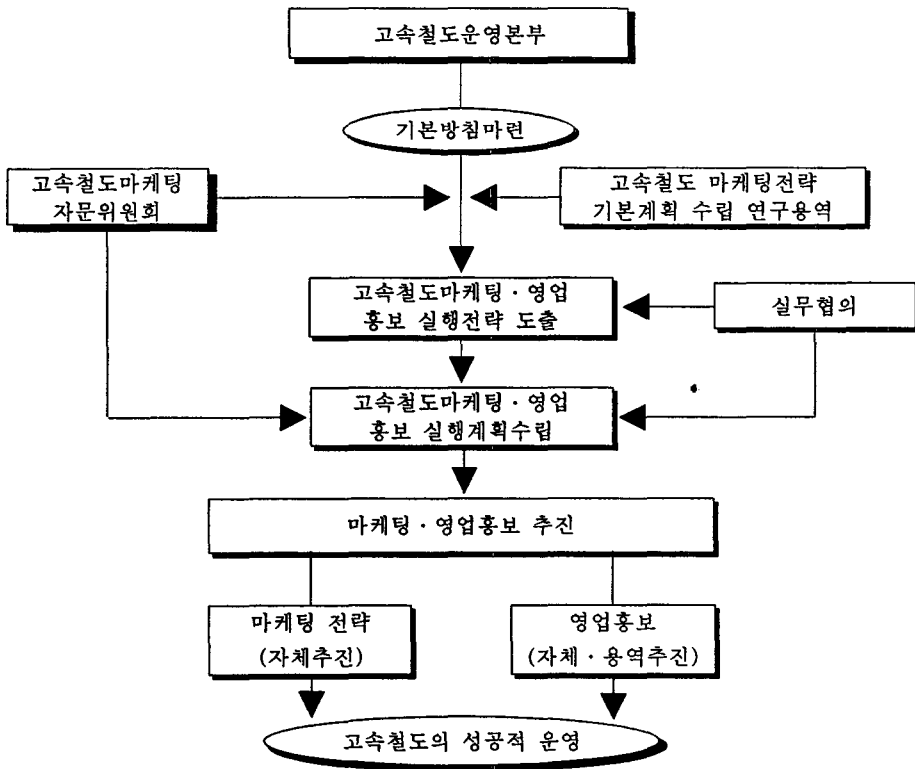 고속철도운영본부
기본방침마련
고속철도마케팅
자문위원회
고속철도 마케팅전략
기본계획 수립 연구용역
고속철도마케팅·영업
홍보 실행전략 도출
실무협의
고속철도마케팅·영업
홍보 실행계획수립
마케팅·영업홍보 추진
마케팅 전략
(자체추진)
영업홍보
(자체·용역추진)
고속철도의 성공적 운영